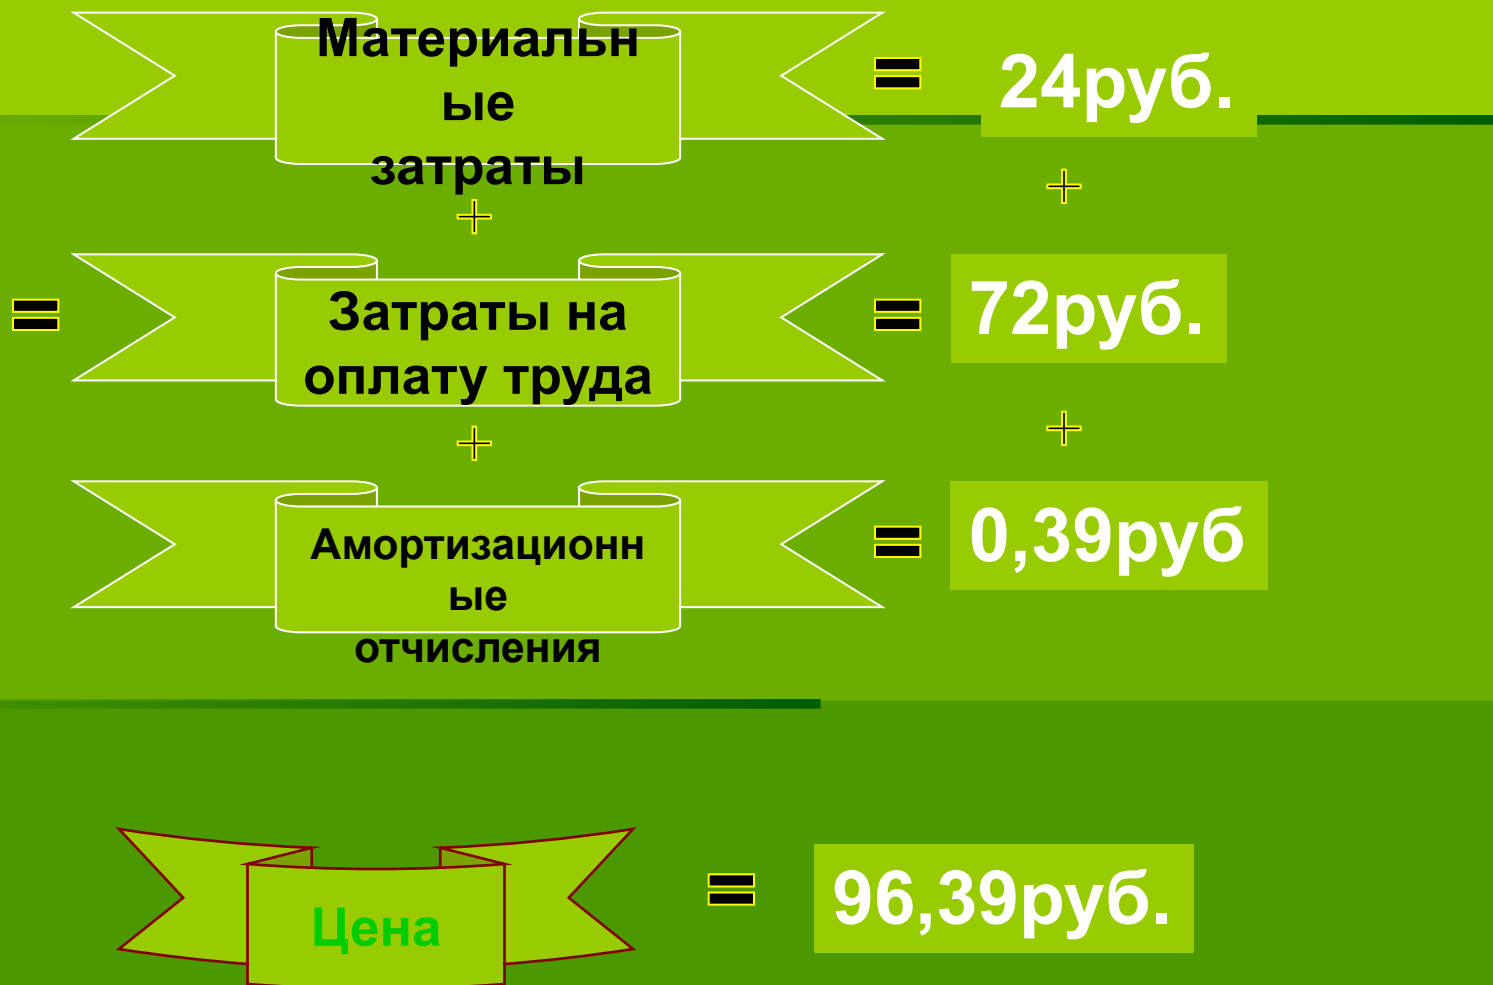 Материальн
ые
затраты
= 24руб.
+
+
=
Затраты на
оплату труда
= 72руб.
+
+
Амортизационн
ые
отчисления
= 0,39руб
Цена
= 96,39руб.